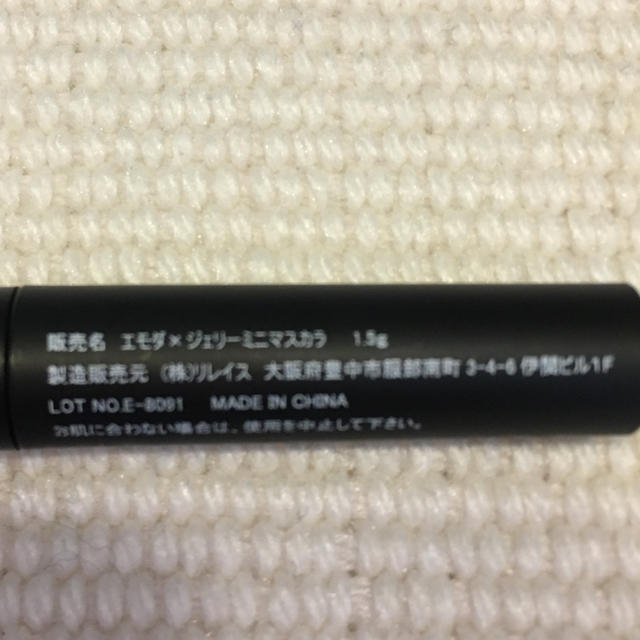 販売名 エモダ×ジェリーミニマスカラ 1.5g
製造販売元 (株)リレイス 大阪府豊中市服部南町3-4-6 伊関ビル1F
LOT NO.E-8081 MADE IN CHINA
お肌に合わない場合は、使用を中止して下さい。